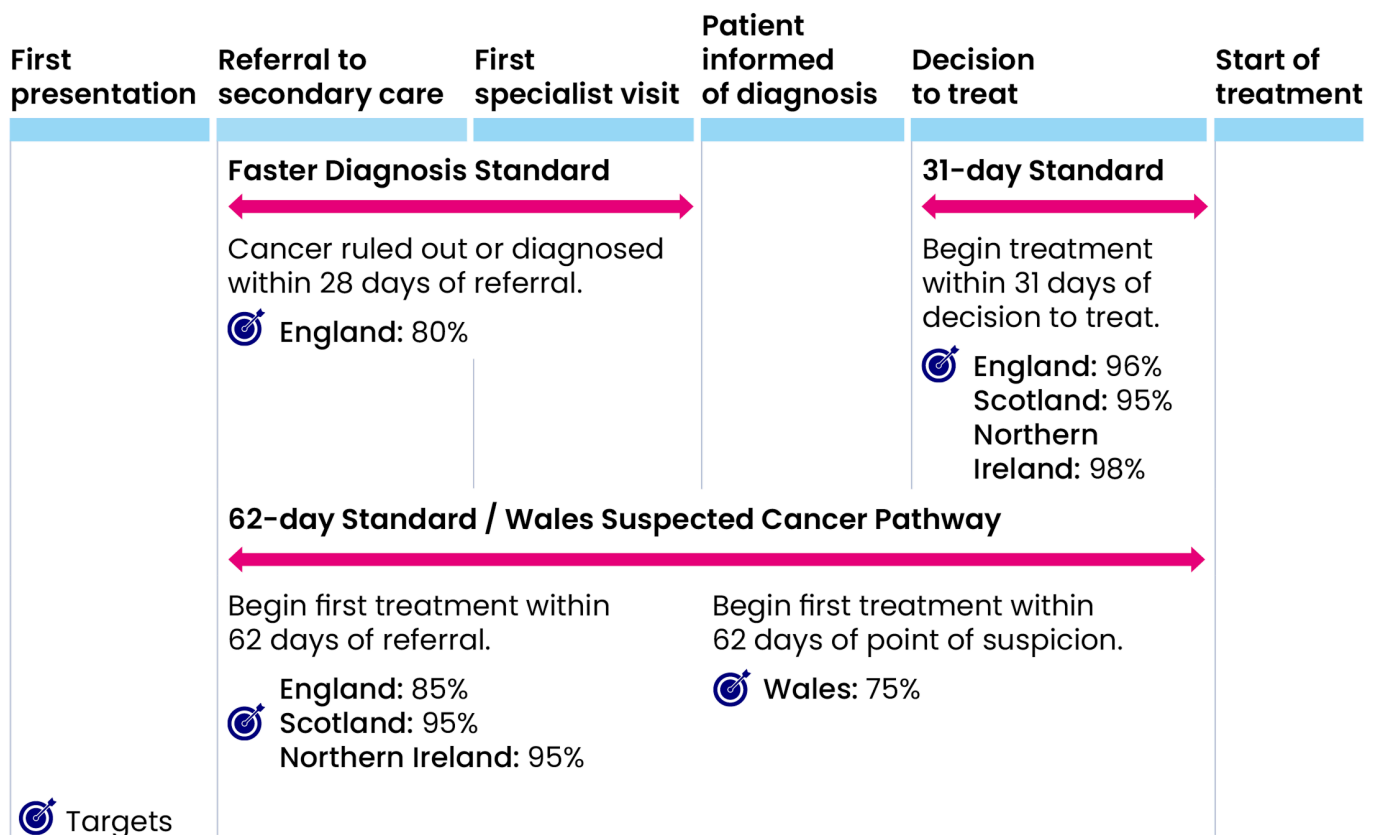 First
presentation
Referral to
secondary care
First
specialist visit
Patient
informed
of diagnosis
Decision
to treat
Start of
treatment
Faster Diagnosis Standard
Cancer ruled out or diagnosed
within 28 days of referral.
England: 80%
31-day Standard
Begin treatment
within 31 days of
decision to treat.
England: 96%
Scotland: 95%
Northern
Ireland: 98%
62-day Standard / Wales Suspected Cancer Pathway
Begin first treatment within
62 days of referral.
England: 85%
Scotland: 95%
Northern Ireland: 95%
Begin first treatment within
62 days of point of suspicion.
Wales: 75%
Targets